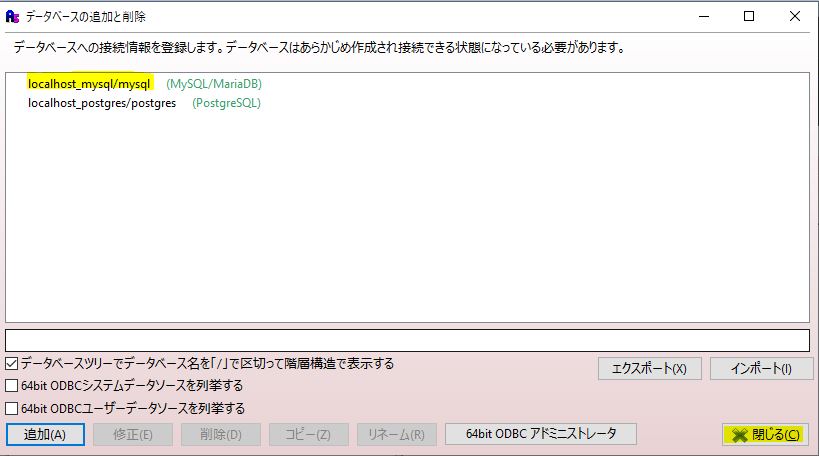 データベースの追加と削除
データベースへの接続情報を登録します。データベースはあらかじめ作成され接続できる状態になっている必要があります。
localhost_mysql/mysql (MySQL/MariaDB)
localhost_postgres/postgres (PostgreSQL)
データベースツリーでデータベース名を「/」で区切って階層構造で表示する
エクスポート(X) インポート(I)
64bit ODBCシステムデータソースを列挙する
64bit ODBCユーザーデータソースを列挙する
追加(A) 修正(E) 削除(D) コピー(Z) リネーム(R) 64bit ODBC アドミニストレータ 閉じる(C)